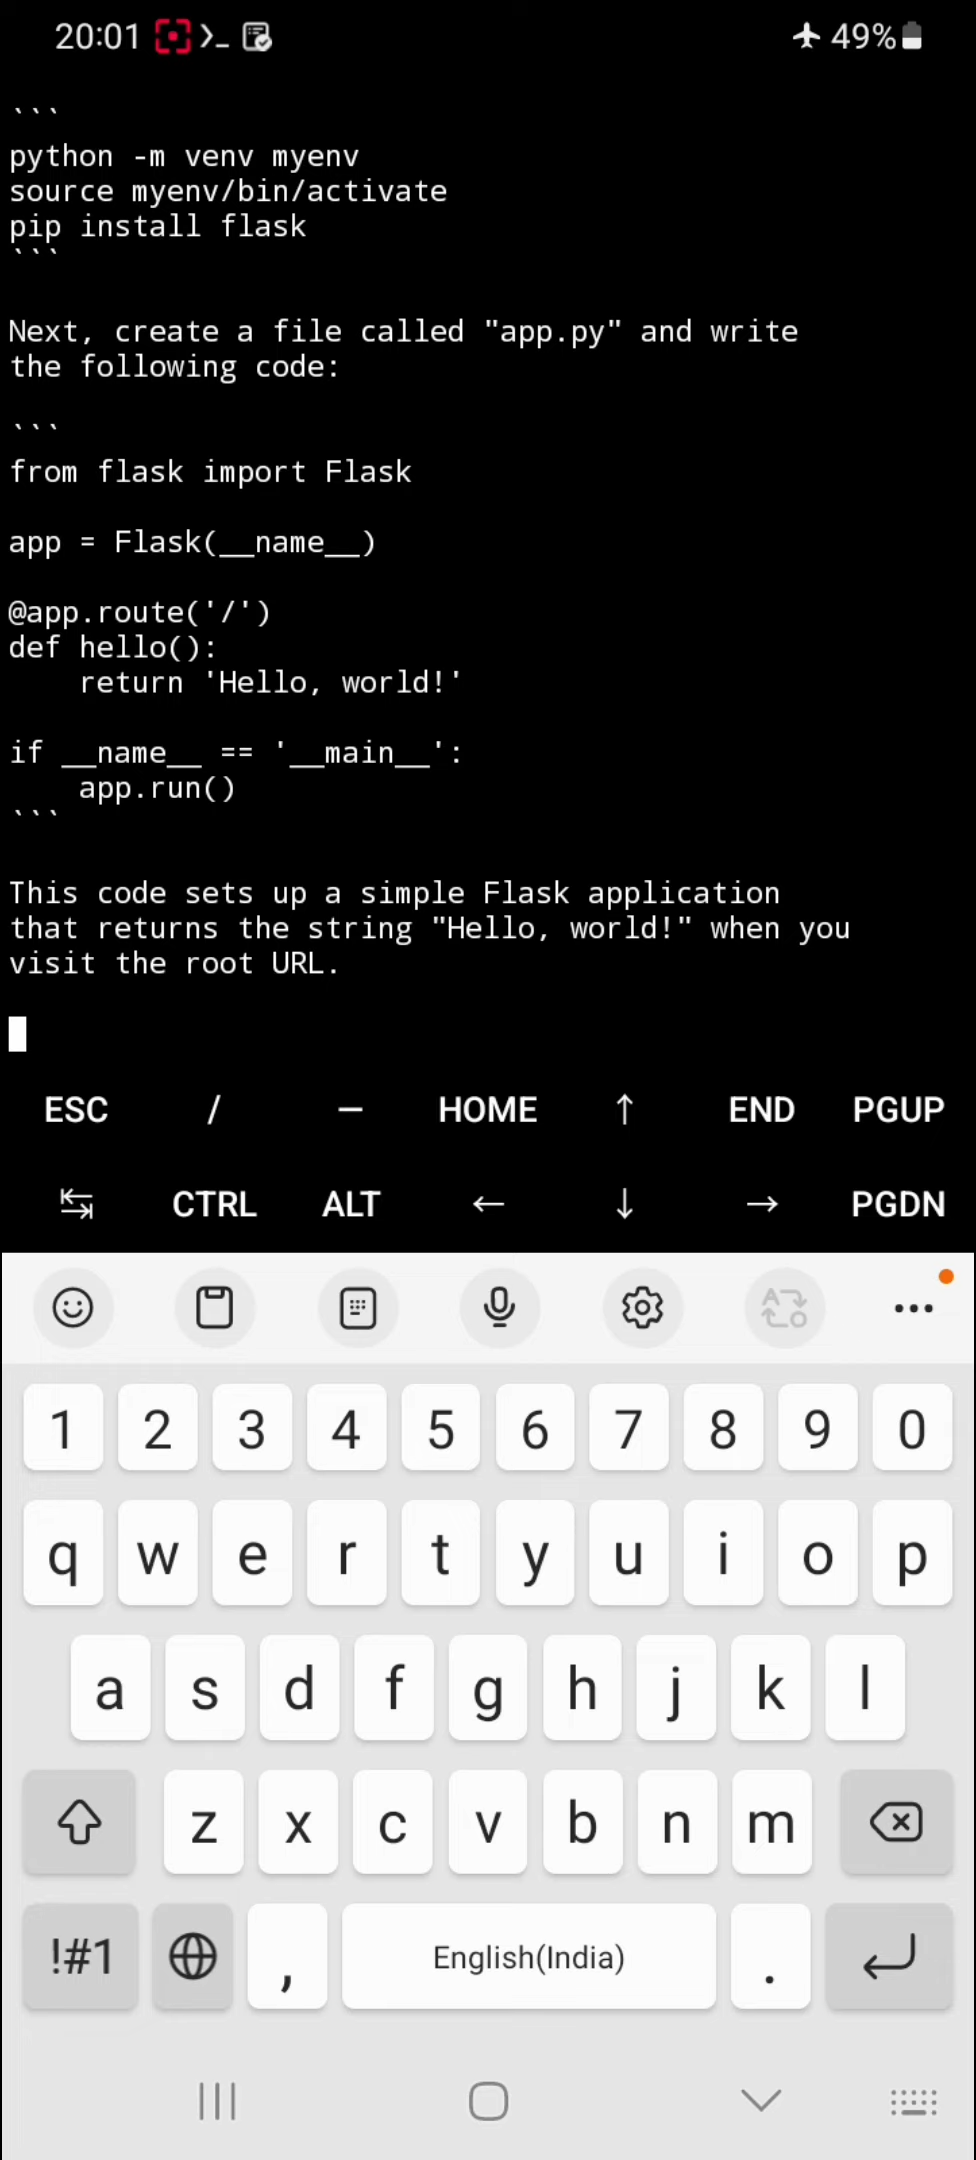 20:01
49%
```
python -m venv myenv
source myenv/bin/activate
pip install flask
```
Next, create a file called "app.py" and write
the following code:
```
from flask import Flask
app = Flask(__name__)
@app.route('/')
def hello():
    return 'Hello, world!'
if __name__ == '__main__':
    app.run()
```
This code sets up a simple Flask application
that returns the string "Hello, world!" when you
visit the root URL.
ESC / – HOME ↑ END PGUP
↹ CTRL ALT ← ↓ → PGDN
1 2 3 4 5 6 7 8 9 0
q w e r t y u i o p
a s d f g h j k l
z x c v b n m
!#1 , English(India) .